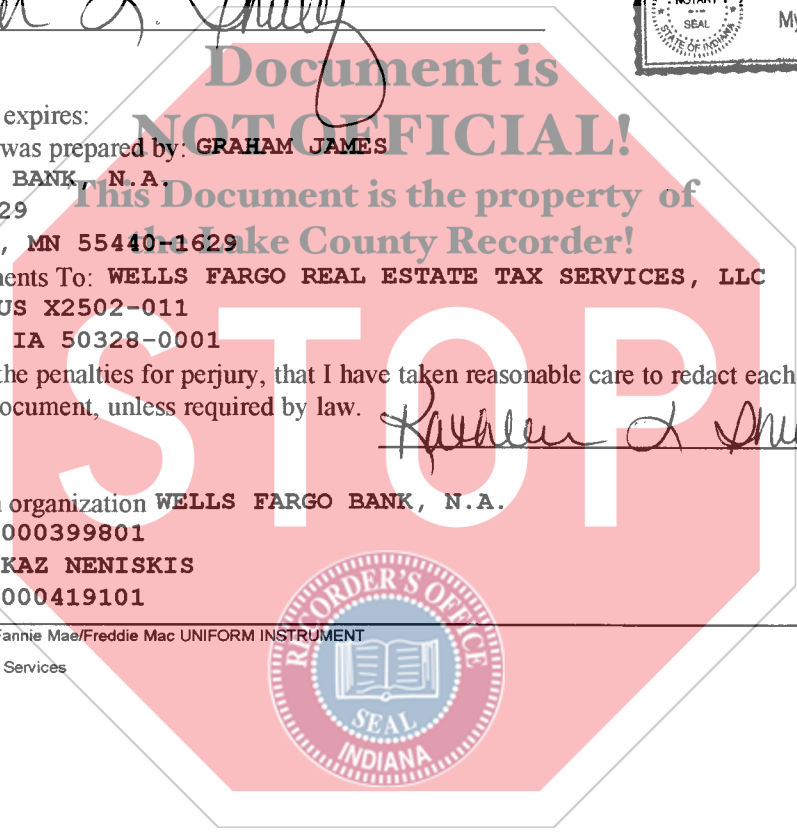 NOTARY
SEAL
STATE OF INDIANA
My
Document is
NOT OFFICIAL!
This Document is the property of
the Lake County Recorder!
expires:
was prepared by: GRAHAM JAMES
BANK, N.A.
29
, MN 55440-1629
ments To: WELLS FARGO REAL ESTATE TAX SERVICES, LLC
US X2502-011
IA 50328-0001
the penalties for perjury, that I have taken reasonable care to redact each
ocument, unless required by law.
Kathleen L
organization WELLS FARGO BANK, N.A.
000399801
KAZ NENISKIS
000419101
Fannie Mae/Freddie Mac UNIFORM INSTRUMENT
Services
STOP
RECORDER'S OFFICE
SEAL
INDIANA